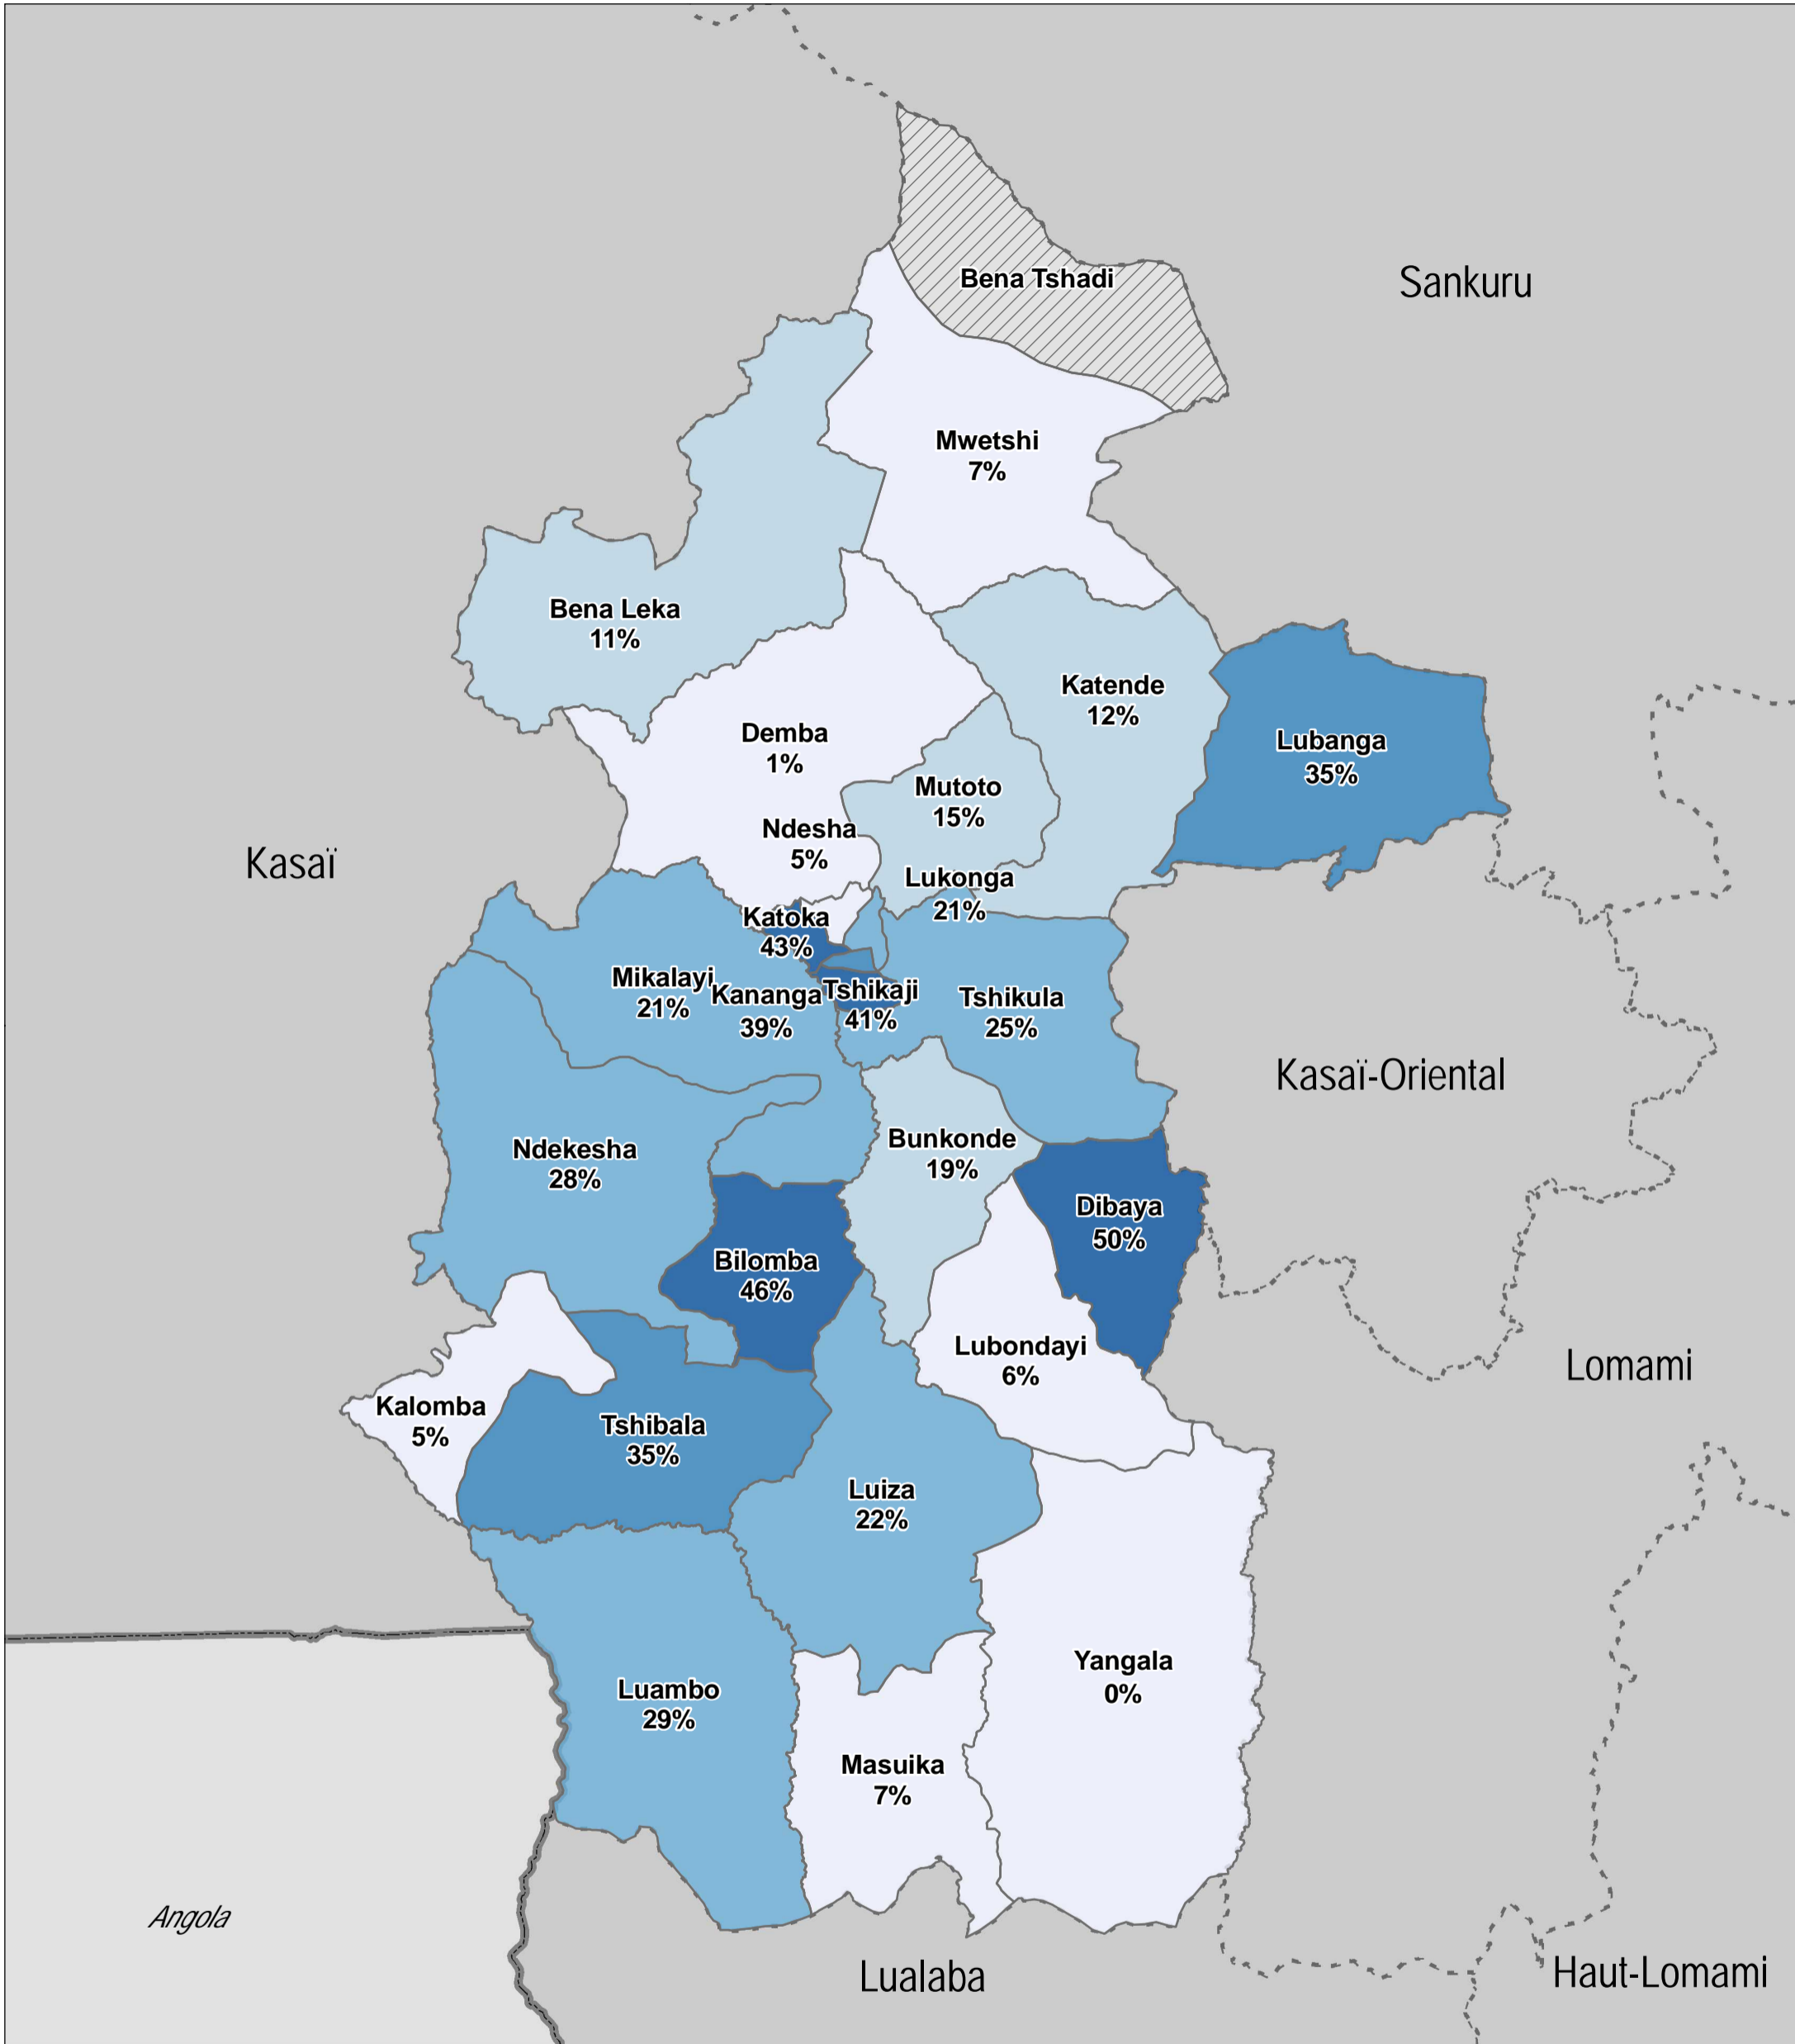 Sankuru
Bena Tshadi
Mwetshi
7%
Bena Leka
11%
Katende
12%
Demba
1%
Lubanga
35%
Mutoto
15%
Ndesha
5%
Kasaï
Lukonga
21%
Katoka
43%
Mikalayi
21%
Kananga
39%
Tshikaji
41%
Tshikula
25%
Kasaï-Oriental
Bunkonde
19%
Ndekesha
28%
Dibaya
50%
Bilomba
46%
Lubondayi
6%
Lomami
Kalomba
5%
Tshibala
35%
Luiza
22%
Yangala
0%
Luambo
29%
Masuika
7%
Angola
Lualaba
Haut-Lomami